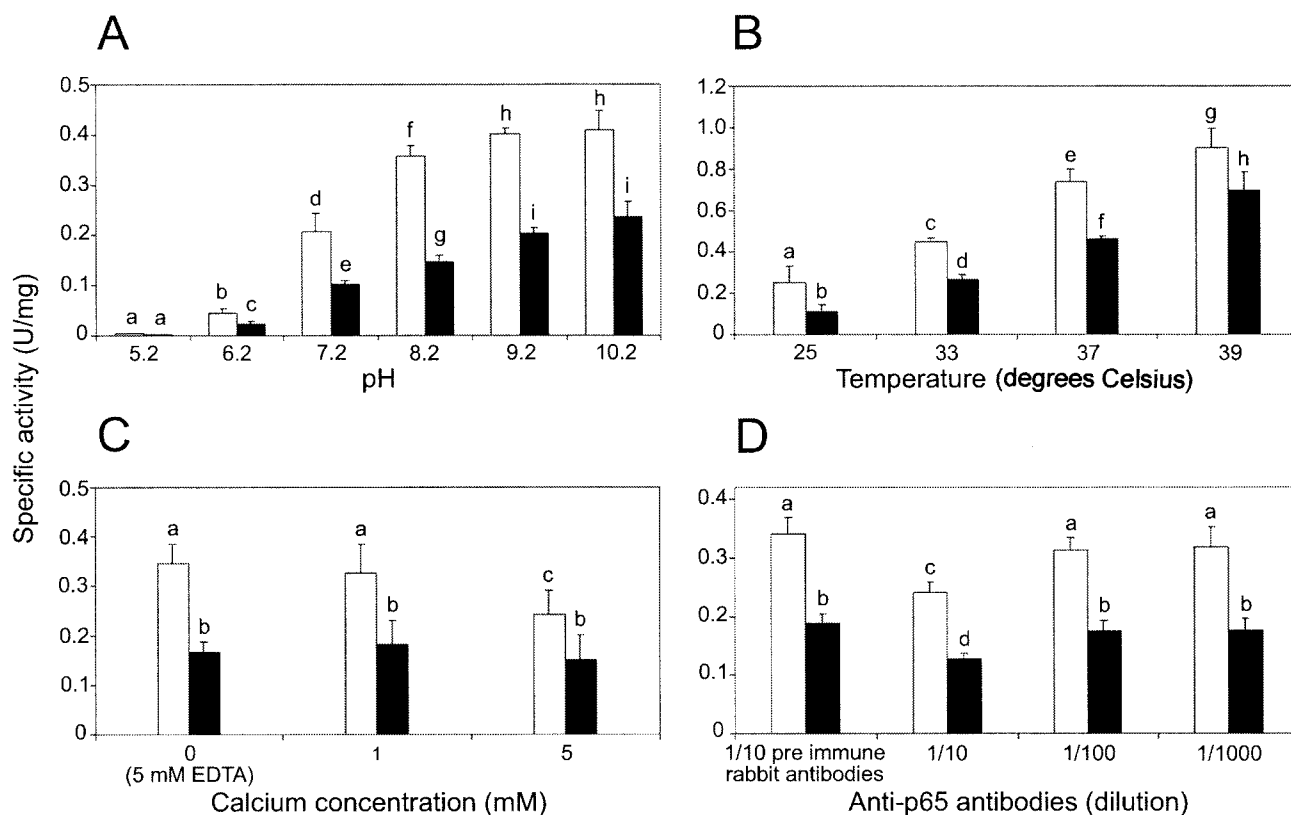 A
Specific activity (U/mg)
0.5
0.4
0.3
0.2
0.1
0
a a
b
c
d
e
f
g
h
i
h
i
5.2 6.2 7.2 8.2 9.2 10.2
pH
B
1.2
1.0
0.8
0.6
0.4
0.2
0
a
b
c
d
e
f
g
h
25 33 37 39
Temperature (degrees Celsius)
C
0.5
0.4
0.3
0.2
0.1
0
a
b
a
b
c
b
0 1 5
(5 mM EDTA)
Calcium concentration (mM)
D
0.4
0.3
0.2
0.1
0
a
b
c
d
a
b
a
b
1/10 pre immune 1/10 1/100 1/1000
rabbit antibodies
Anti-p65 antibodies (dilution)